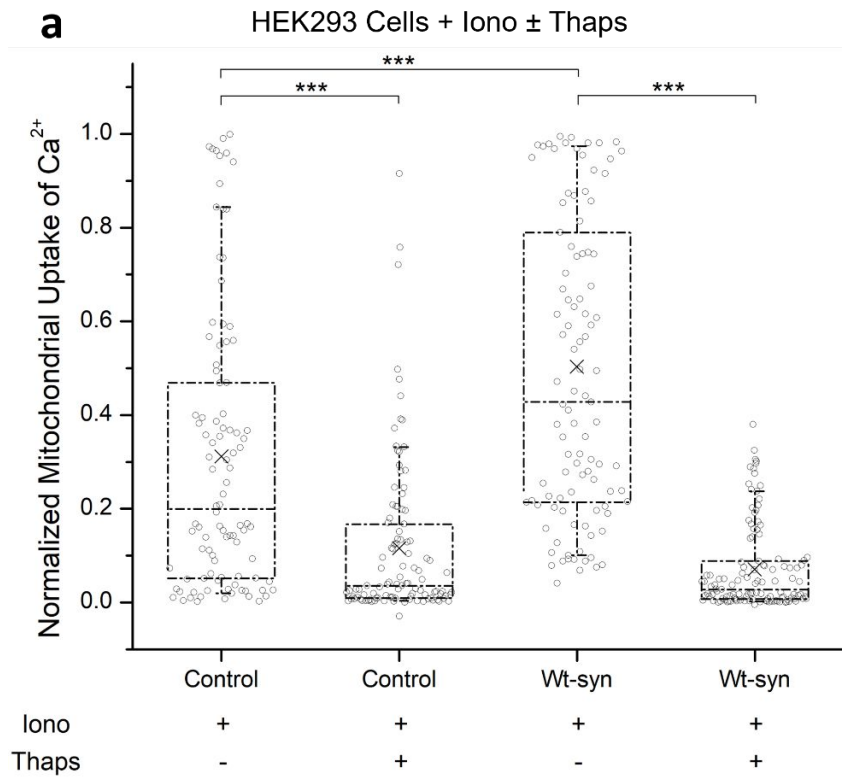 a
HEK293 Cells + Iono ± Thaps
***
***
***
Normalized Mitochondrial Uptake of Ca²⁺
1.0
0.8
0.6
0.4
0.2
0.0
Control Control Wt-syn Wt-syn
Iono + + + +
Thaps - + - +